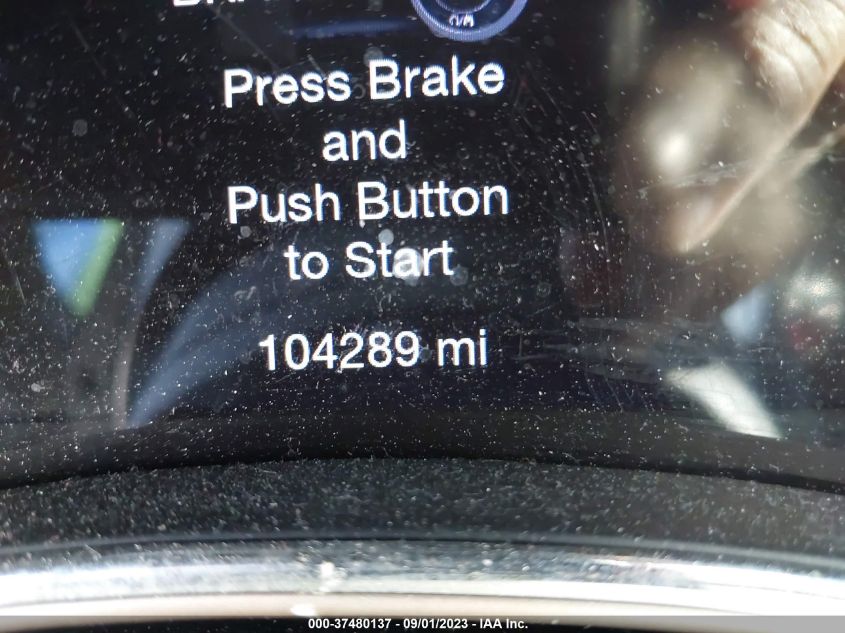 Press Brake
and
Push Button
to Start
104289 mi
000-37480137 - 09/01/2023 - IAA Inc.